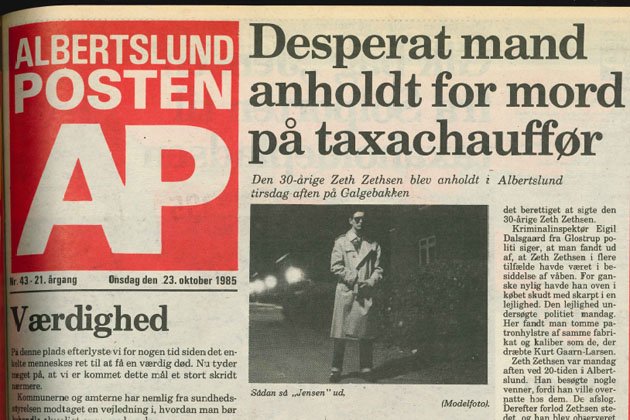 ALBERTSLUND
POSTEN
AP
Nr. 43 - 21. årgang Onsdag den 23. oktober 1985
Desperat mand
anholdt for mord
på taxachauffør
Den 30-årige Zeth Zethsen blev anholdt i Albertslund
tirsdag aften på Galgebakken
Værdighed
På denne plads efterlyste vi for nogen tid siden det en-
kelte menneskes ret til at få en værdig død. Nu tyder
neget på, at vi er kommet dette mål et stort skridt
nærmere.
Kommunerne og amterne har nemlig fra sundheds-
styrelsen modtaget en vejledning i, hvordan man bør
Sådan så „Jensen” ud.
(Modelfoto).
det berettiget at sigte den
30-årige Zeth Zethsen.
Kriminalinspektør Eigil
Dalsgaard fra Glostrup po-
liti siger, at man fandt ud
af, at Zeth Zethsen i flere
tilfælde havde været i be-
siddelse af våben. For gan-
ske nylig havde han oven i
købet skudt med skarpt i en
lejlighed. Den lejlighed un-
dersøgte politiet mandag.
Her fandt man tomme pa-
tronhylstre af samme fabri-
kat og kaliber som de, der
dræbte Kurt Gaarn-Larsen.
Zeth Zethsen var mandag
aften ved 20-tiden i Albert-
slund. Han besøgte nogle
venner, fordi han ville over-
natte hos dem. De afslog.
Derefter forlod Zethsen ste-
det, og han blev observeret